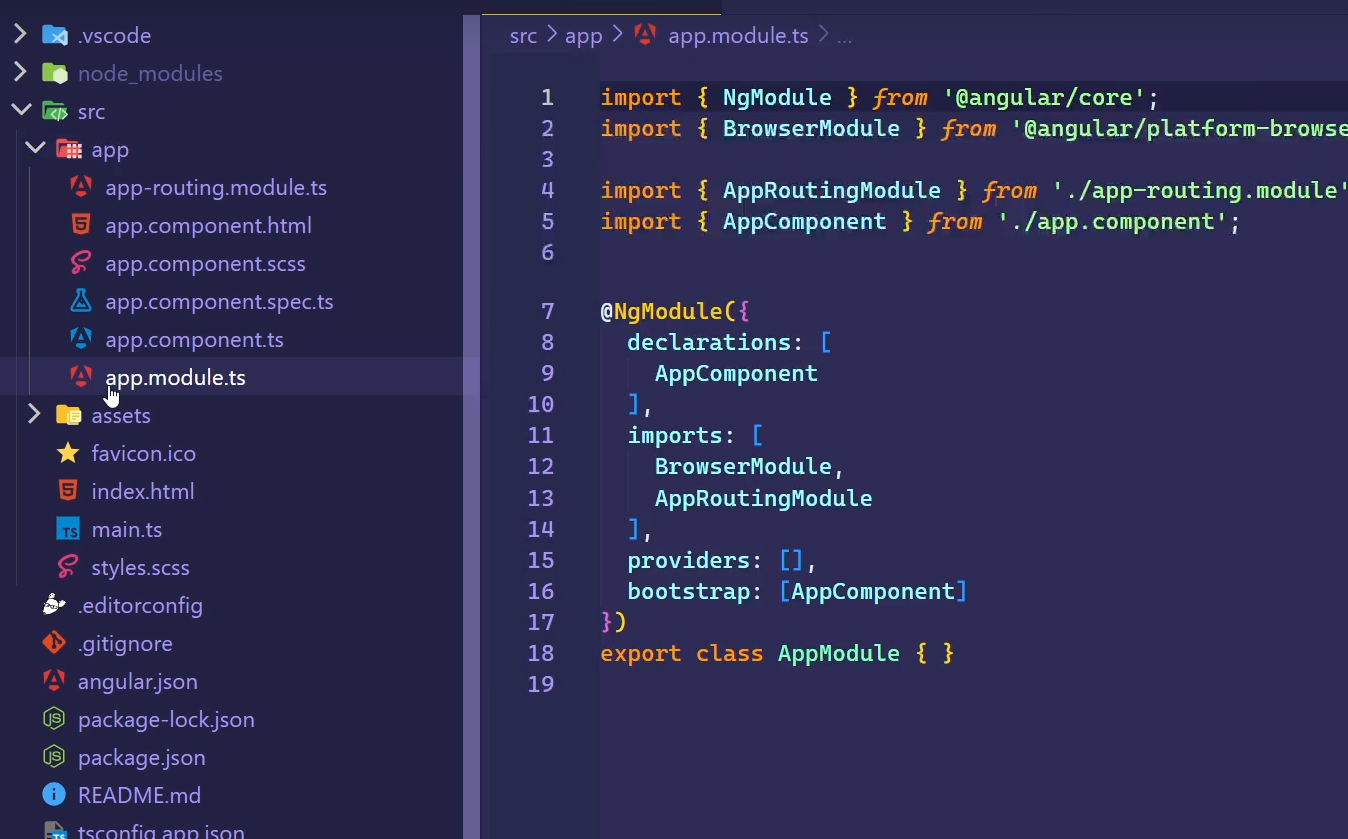 .vscode
node_modules
src
app
app-routing.module.ts
app.component.html
app.component.scss
app.component.spec.ts
app.component.ts
app.module.ts
assets
favicon.ico
index.html
main.ts
styles.scss
.editorconfig
.gitignore
angular.json
package-lock.json
package.json
README.md
tsconfig.app.json
src > app > app.module.ts > ...
1 import { NgModule } from '@angular/core';
2 import { BrowserModule } from '@angular/platform-browse
3
4 import { AppRoutingModule } from './app-routing.module'
5 import { AppComponent } from './app.component';
6
7 @NgModule({
8 declarations: [
9 AppComponent
10 ],
11 imports: [
12 BrowserModule,
13 AppRoutingModule
14 ],
15 providers: [],
16 bootstrap: [AppComponent]
17 })
18 export class AppModule { }
19